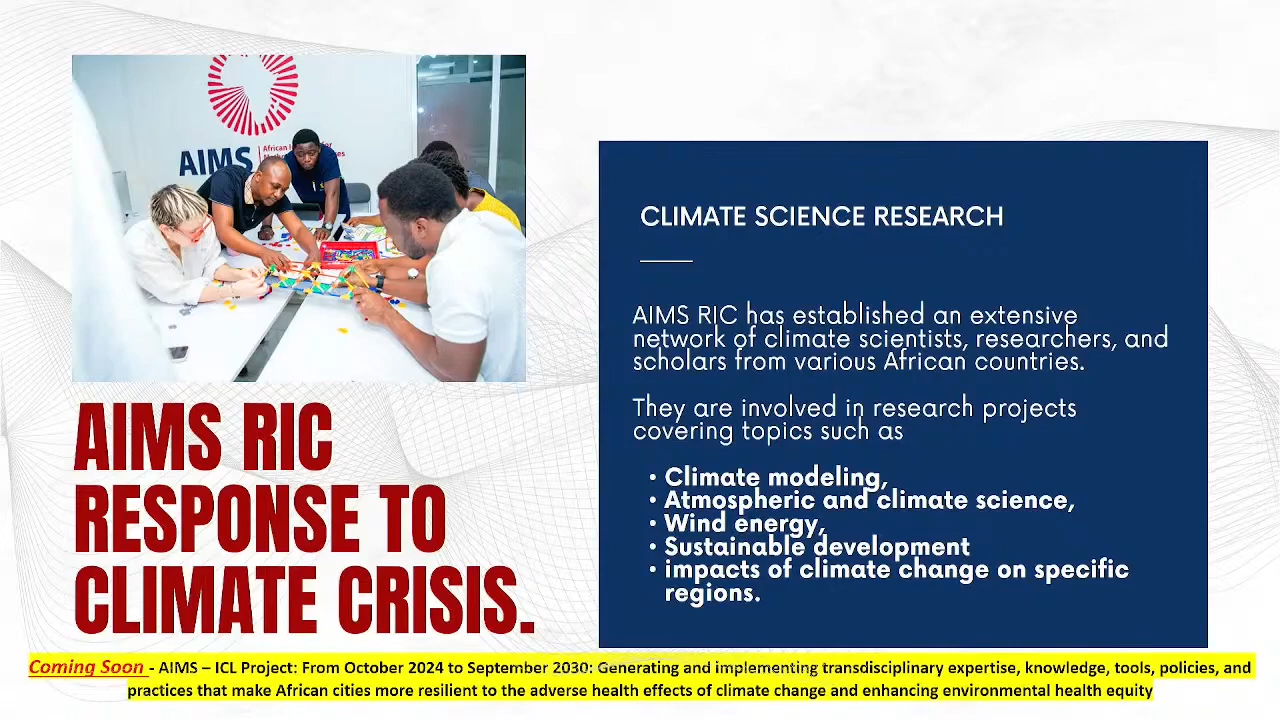 AIMS
African
AIMS RIC
RESPONSE TO
CLIMATE CRISIS.
CLIMATE SCIENCE RESEARCH
AIMS RIC has established an extensive
network of climate scientists, researchers, and
scholars from various African countries.
They are involved in research projects
covering topics such as
• Climate modeling,
• Atmospheric and climate science,
• Wind energy,
• Sustainable development
• impacts of climate change on specific
regions.
Coming Soon - AIMS – ICL Project: From October 2024 to September 2030: Generating and implementing transdisciplinary expertise, knowledge, tools, policies, and
practices that make African cities more resilient to the adverse health effects of climate change and enhancing environmental health equity